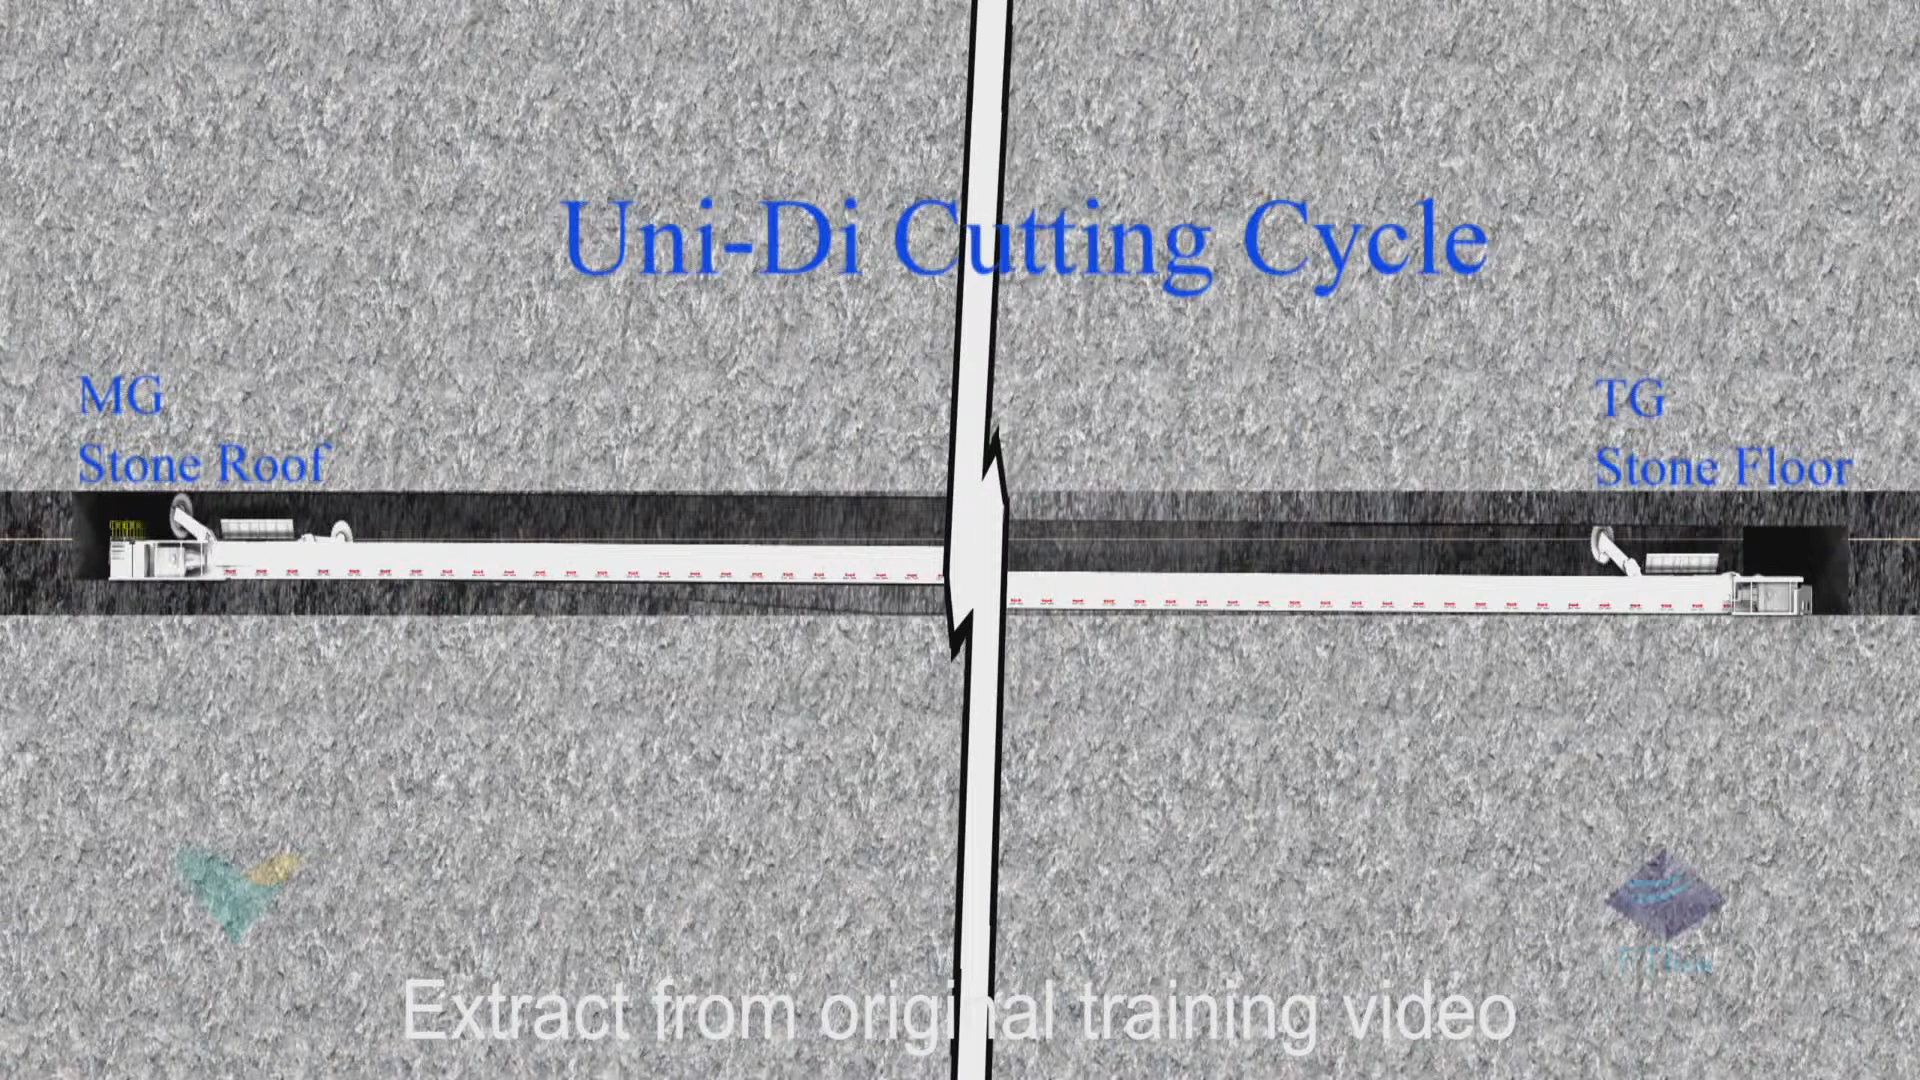 Uni-Di Cutting Cycle
MG
Stone Roof
TG
Stone Floor
Extract from original training video